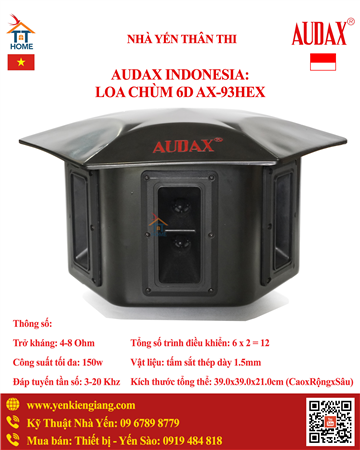 TT
HOME
NHÀ YẾN THÂN THI
AUDAX®
AUDAX INDONESIA:
LOA CHÙM 6D AX-93HEX
AUDAX®
Thông số:
Trở kháng: 4-8 Ohm
Tổng số trình điều khiển: 6 x 2 = 12
Công suất tối đa: 150w
Vật liệu: tấm sắt thép dày 1.5mm
Đáp tuyến tần số: 3-20 Khz
Kích thước tổng thể: 39.0x39.0x21.0cm (CaoxRộngxSâu)
www.yenkiengiang.com
Kỹ Thuật Nhà Yến: 09 6789 8779
Mua bán: Thiết bị - Yến Sào: 0919 484 818